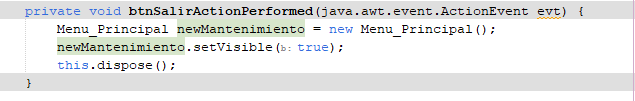 private void btnSalirActionPerformed(java.awt.event.ActionEvent evt) {
Menu_Principal newMantenimiento = new Menu_Principal();
newMantenimiento.setVisible(b: true);
this.dispose();
}